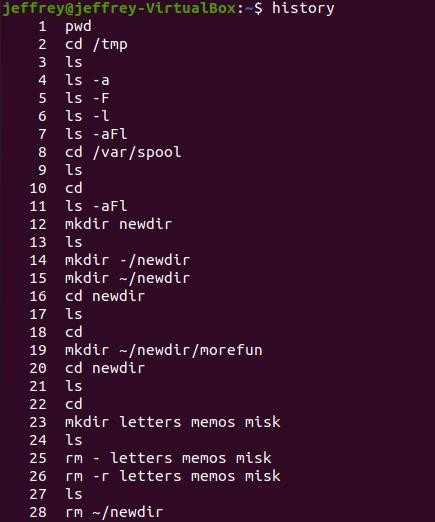 jeffrey@jeffrey-VirtualBox:~$ history
1 pwd
2 cd /tmp
3 ls
4 ls -a
5 ls -F
6 ls -l
7 ls -aFl
8 cd /var/spool
9 ls
10 cd
11 ls -aFl
12 mkdir newdir
13 ls
14 mkdir -/newdir
15 mkdir ~/newdir
16 cd newdir
17 ls
18 cd
19 mkdir ~/newdir/morefun
20 cd newdir
21 ls
22 cd
23 mkdir letters memos misk
24 ls
25 rm - letters memos misk
26 rm -r letters memos misk
27 ls
28 rm ~/newdir